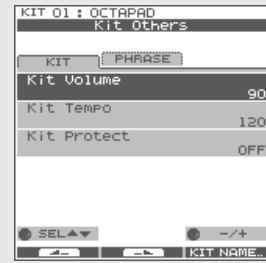 KIT 01 : OCTAPAD
Kit Others
KIT PHRASE
Kit Volume
90
Kit Tempo
120
Kit Protect
OFF
SEL▲▼ -/+
KIT NAME..